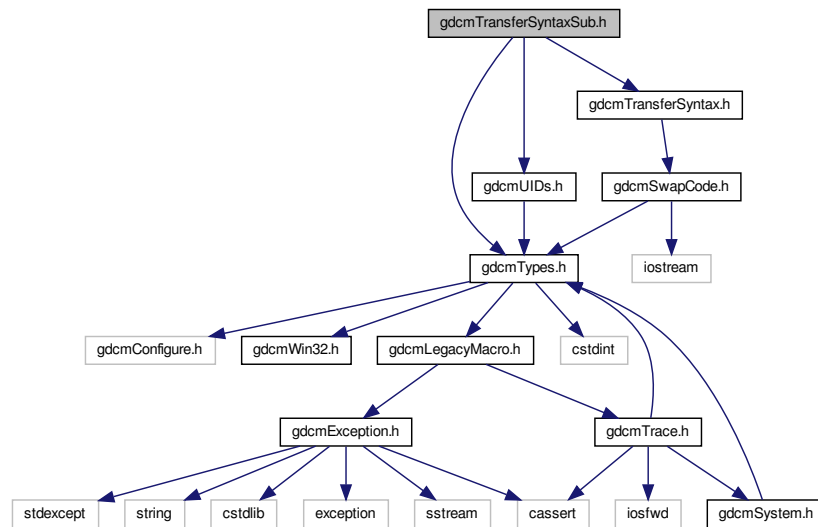 gdcmTransferSyntaxSub.h
gdcmTransferSyntax.h
gdcmUIDs.h
gdcmSwapCode.h
gdcmTypes.h
iostream
gdcmConfigure.h
gdcmWin32.h
gdcmLegacyMacro.h
cstdint
gdcmException.h
gdcmTrace.h
stdexcept
string
cstdlib
exception
sstream
cassert
iosfwd
gdcmSystem.h